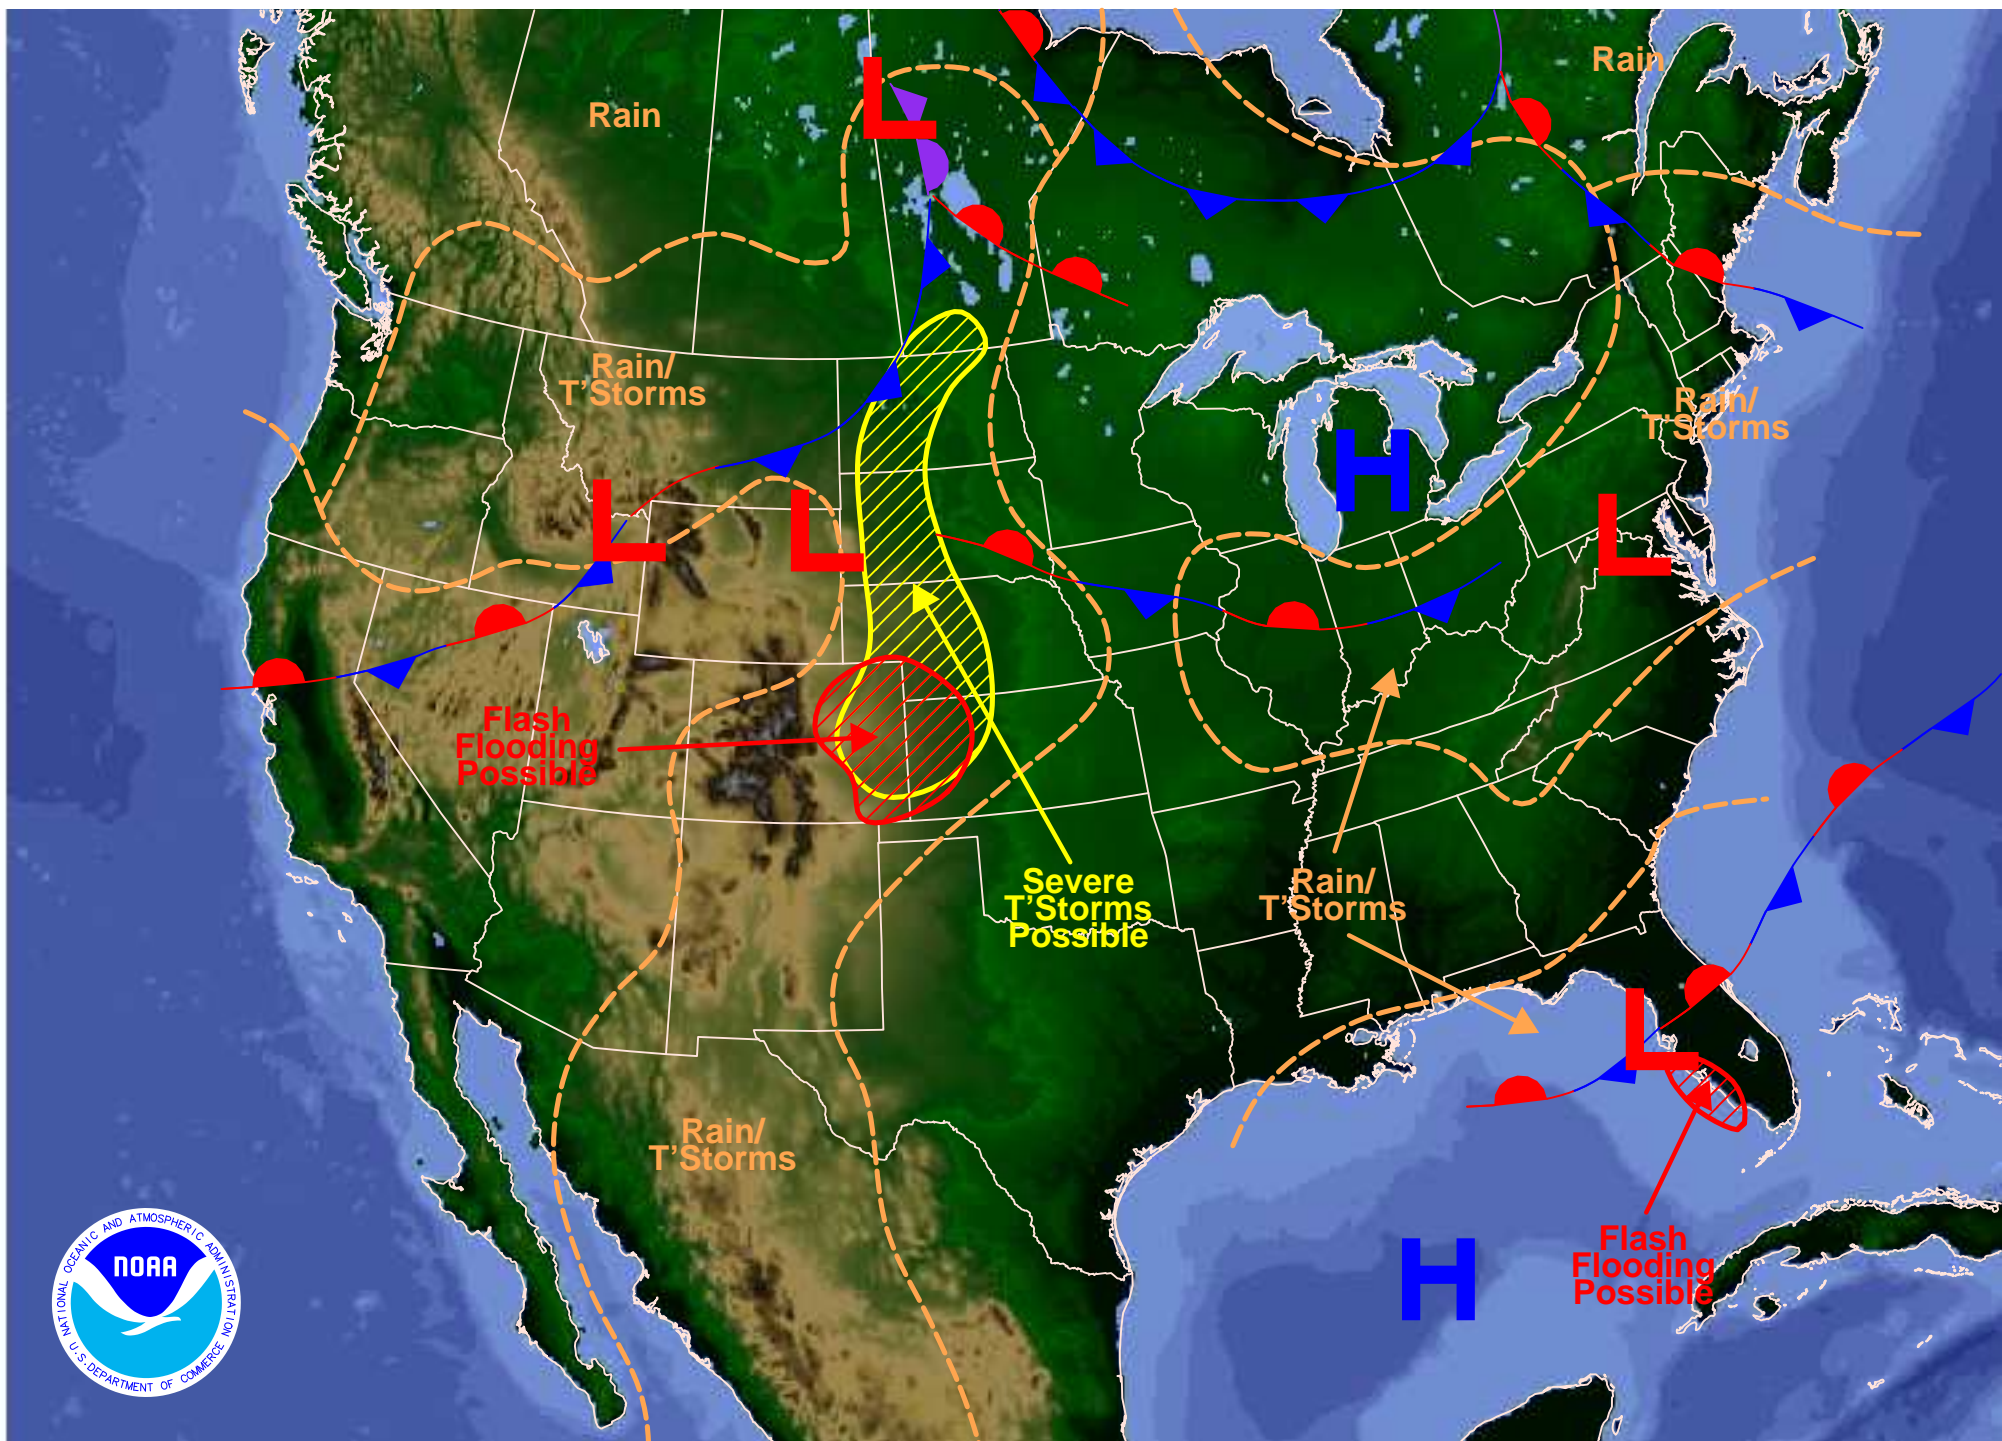 Rain
Rain
L
Rain/
T'Storms
Rain/
T'Storms
H
L
L
L
Flash
Flooding
Possible
Severe
T'Storms
Possible
Rain/
T'Storms
L
Rain/
T'Storms
H
Flash
Flooding
Possible
NATIONAL OCEANIC AND ATMOSPHERIC ADMINISTRATION
NOAA
U.S. DEPARTMENT OF COMMERCE